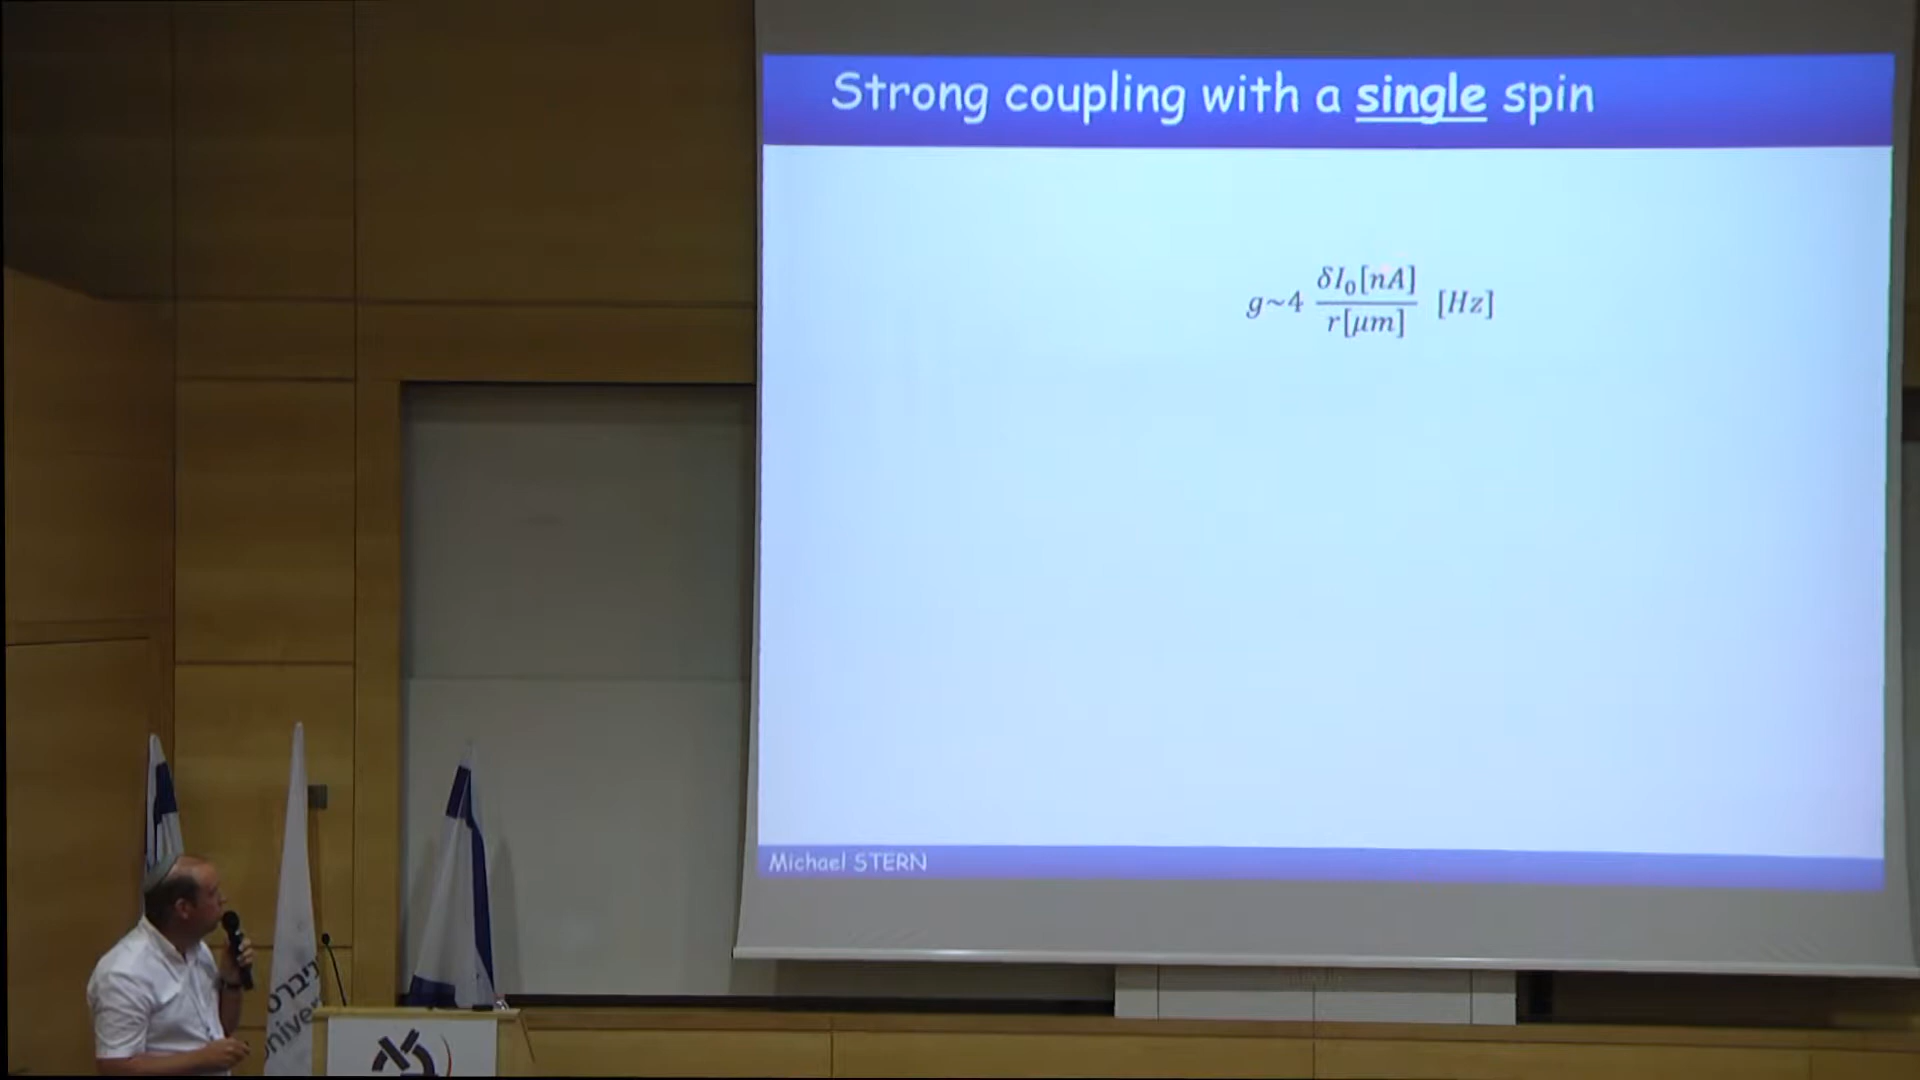 Strong coupling with a single spin
g~4 δI₀[nA] / r[μm] [Hz]
Michael STERN